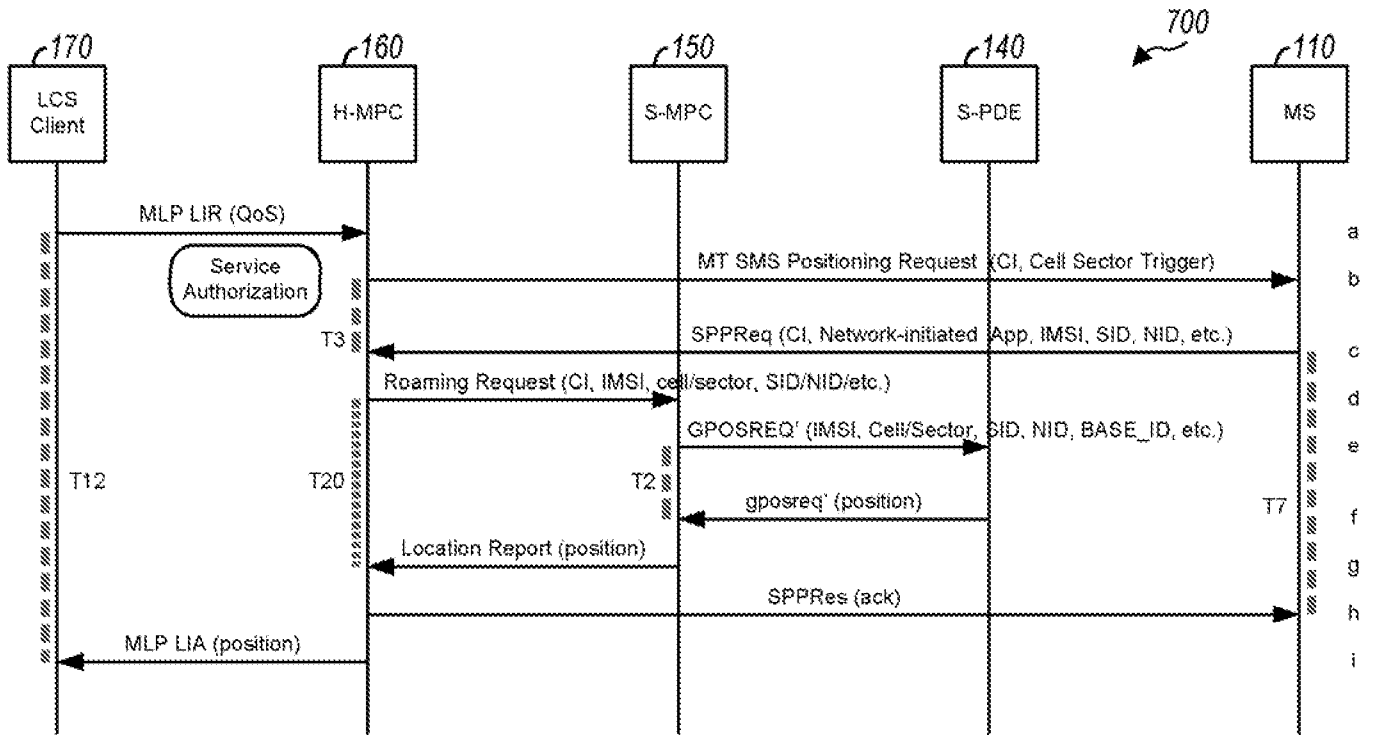 700
170
160
150
140
110
LCS
Client
H-MPC
S-MPC
S-PDE
MS
MLP LIR (QoS)
a
Service
Authorization
MT SMS Positioning Request (CI, Cell Sector Trigger)
b
T3
SPPReq (CI, Network-initiated App, IMSI, SID, NID, etc.)
c
Roaming Request (CI, IMSI, cell/sector, SID/NID/etc.)
d
GPOSREQ' (IMSI, Cell/Sector, SID, NID, BASE_ID, etc.)
e
T12
T20
T2
T7
gposreq' (position)
f
Location Report (position)
g
SPPRes (ack)
h
MLP LIA (position)
i